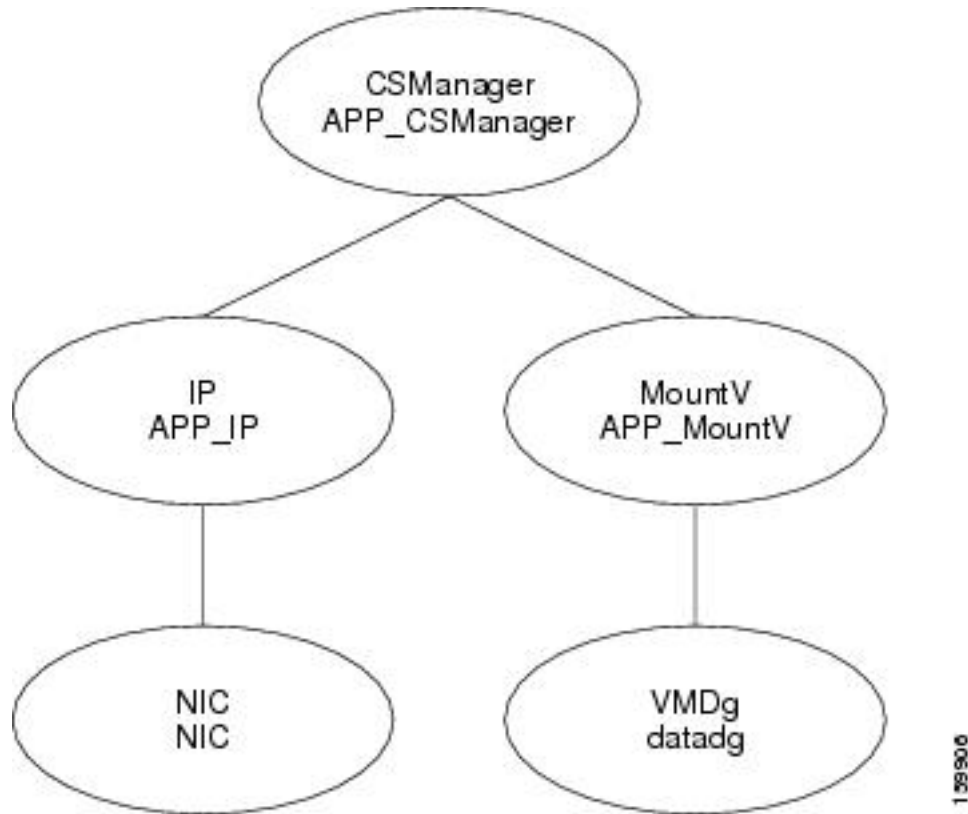 CSManager
APP_CSManager
IP
APP_IP
MountV
APP_MountV
NIC
NIC
VMDg
datadg
159906